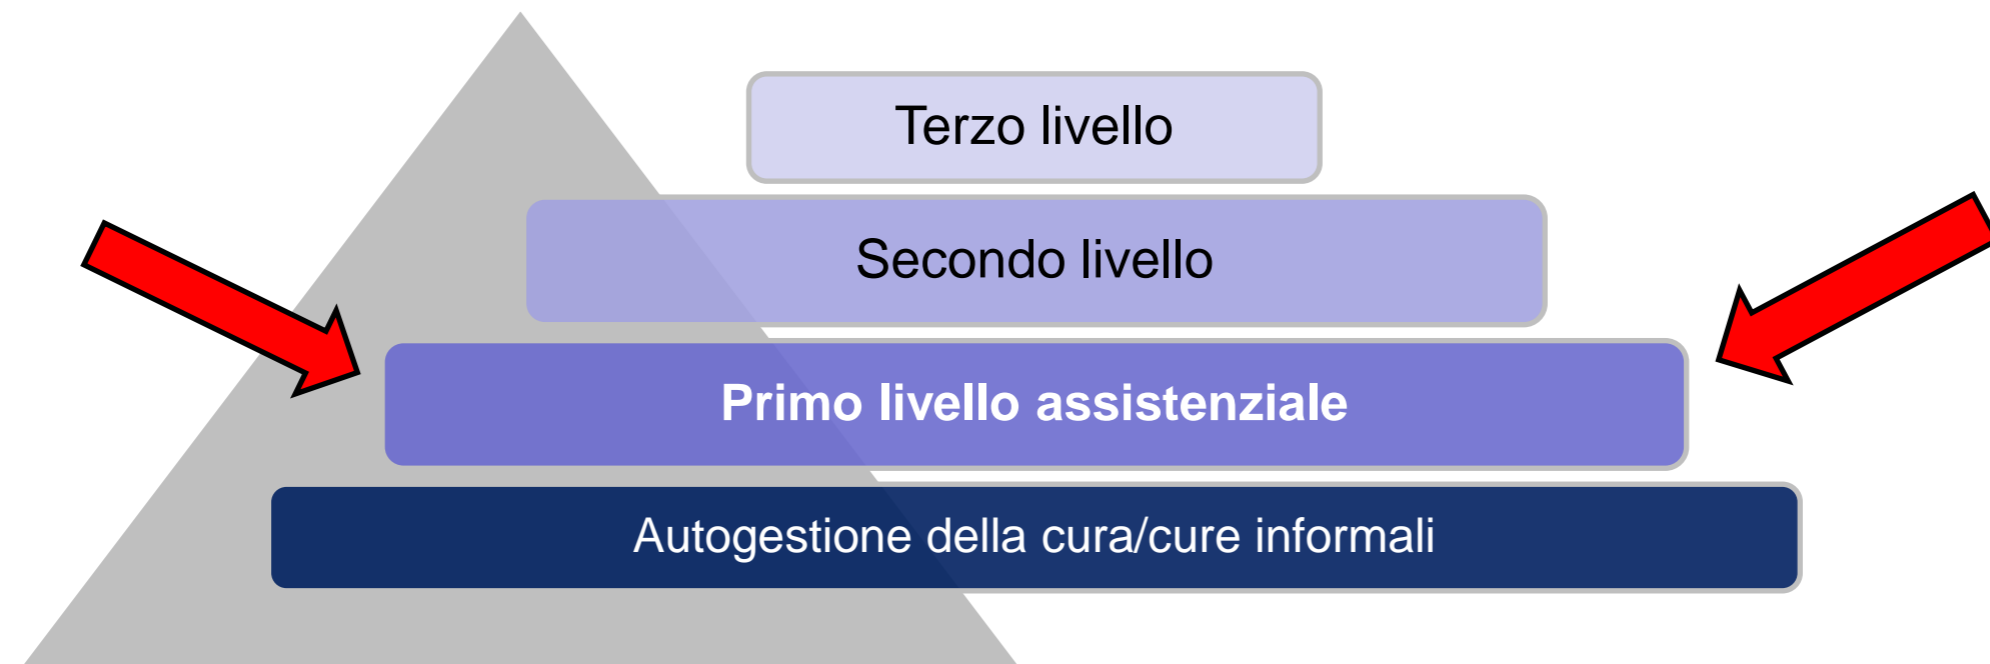 Terzo livello
Secondo livello
Primo livello assistenziale
Autogestione della cura/cure informali